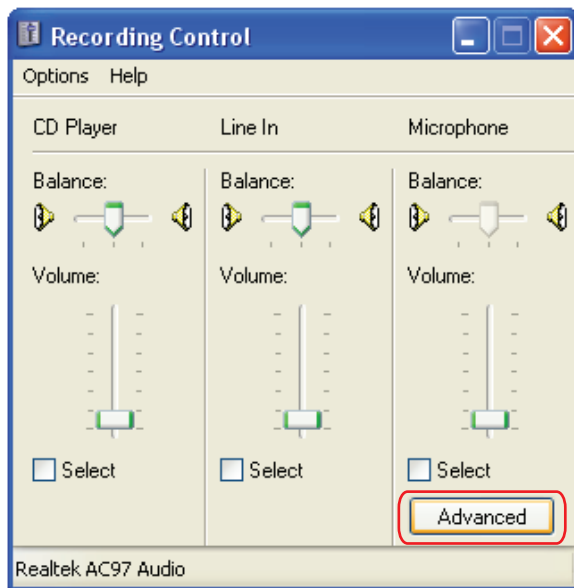 Recording Control
Options Help
CD Player Line In Microphone
Balance: Balance: Balance:
Volume: Volume: Volume:
Select Select Select
Advanced
Realtek AC97 Audio